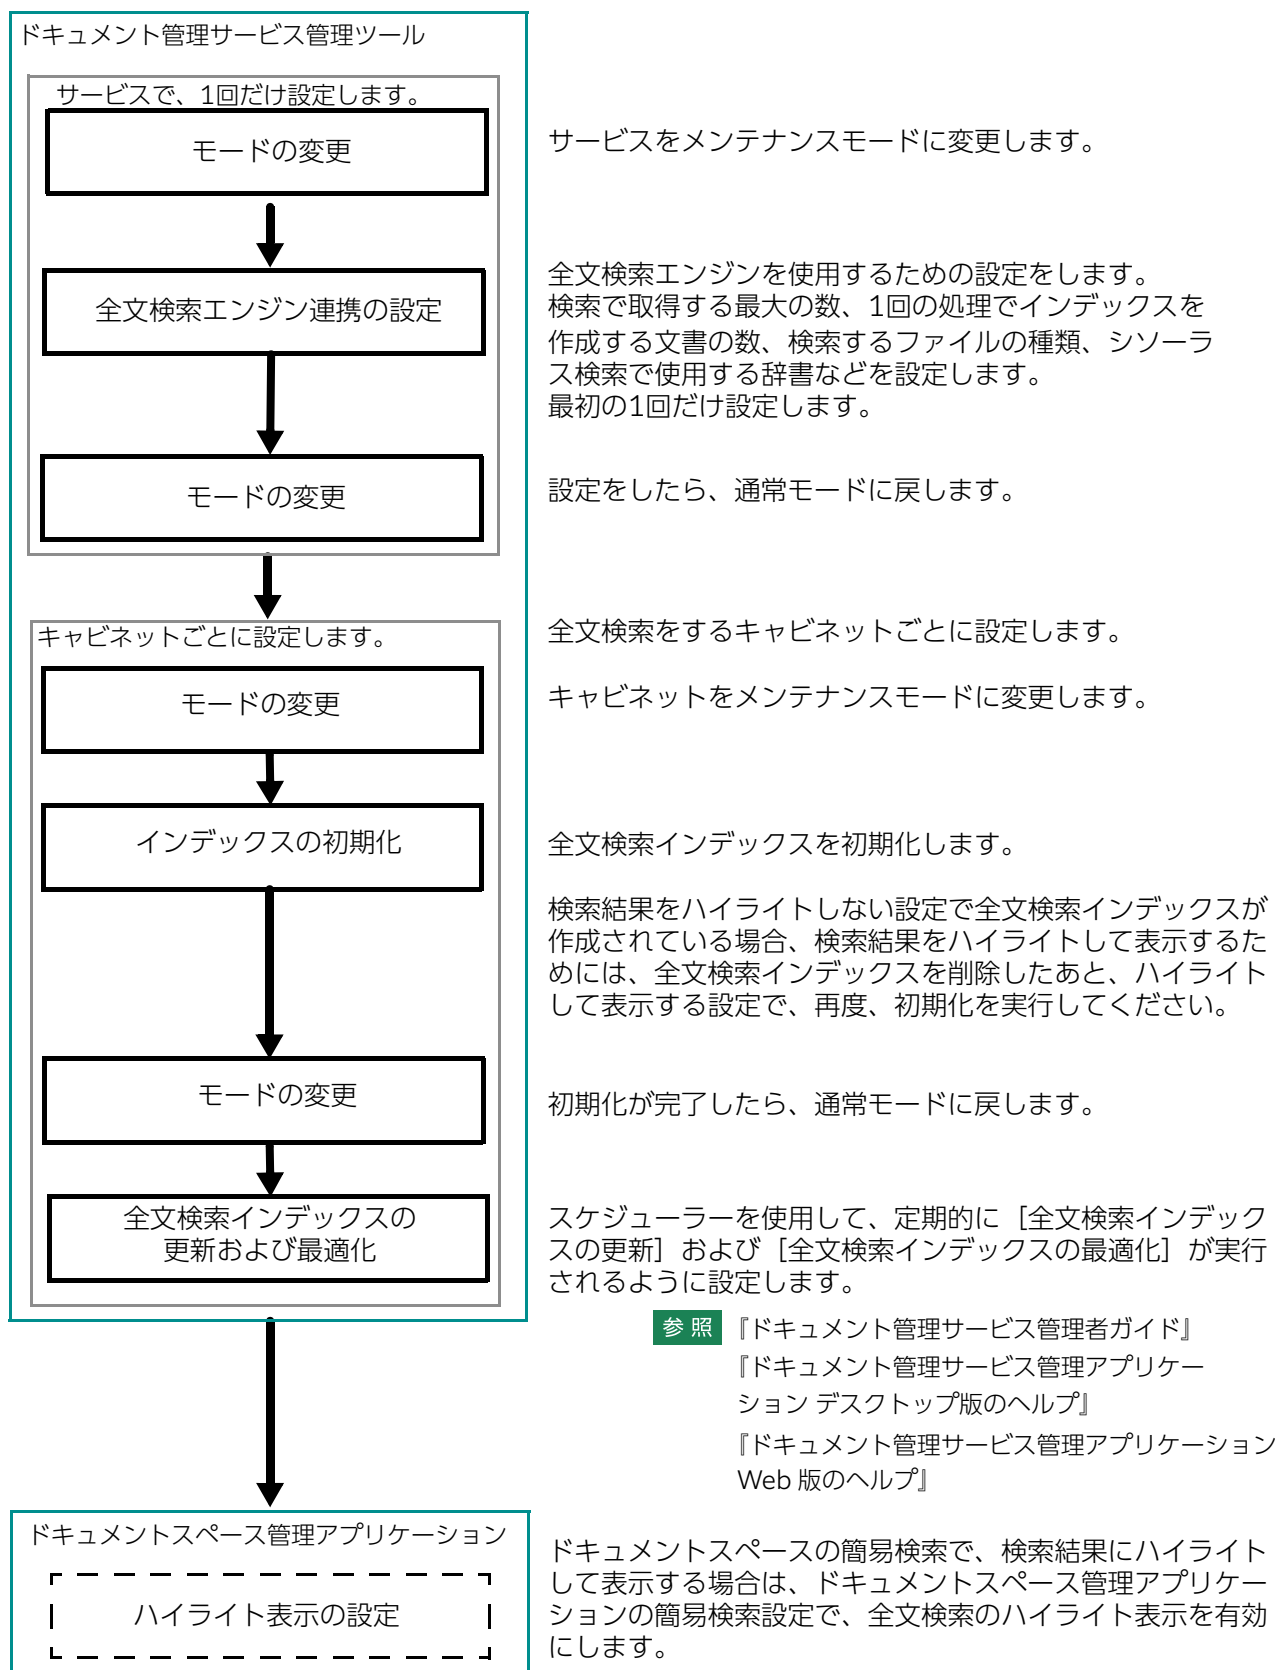 ドキュメント管理サービス管理ツール
サービスで、1回だけ設定します。
モードの変更
サービスをメンテナンスモードに変更します。
全文検索エンジン連携の設定
全文検索エンジンを使用するための設定をします。
検索で取得する最大の数、1回の処理でインデックスを
作成する文書の数、検索するファイルの種類、シソーラ
ス検索で使用する辞書などを設定します。
最初の1回だけ設定します。
モードの変更
設定をしたら、通常モードに戻します。
キャビネットごとに設定します。
全文検索をするキャビネットごとに設定します。
モードの変更
キャビネットをメンテナンスモードに変更します。
インデックスの初期化
全文検索インデックスを初期化します。
検索結果をハイライトしない設定で全文検索インデックスが
作成されている場合、検索結果をハイライトして表示するた
めには、全文検索インデックスを削除したあと、ハイライト
して表示する設定で、再度、初期化を実行してください。
モードの変更
初期化が完了したら、通常モードに戻します。
全文検索インデックスの
更新および最適化
スケジューラーを使用して、定期的に［全文検索インデック
スの更新］および［全文検索インデックスの最適化］が実行
されるように設定します。
参 照 『ドキュメント管理サービス管理者ガイド』
『ドキュメント管理サービス管理アプリケー
ション デスクトップ版のヘルプ』
『ドキュメント管理サービス管理アプリケーション
Web 版のヘルプ』
ドキュメントスペース管理アプリケーション
ハイライト表示の設定
ドキュメントスペースの簡易検索で、検索結果にハイライト
して表示する場合は、ドキュメントスペース管理アプリケー
ションの簡易検索設定で、全文検索のハイライト表示を有効
にします。